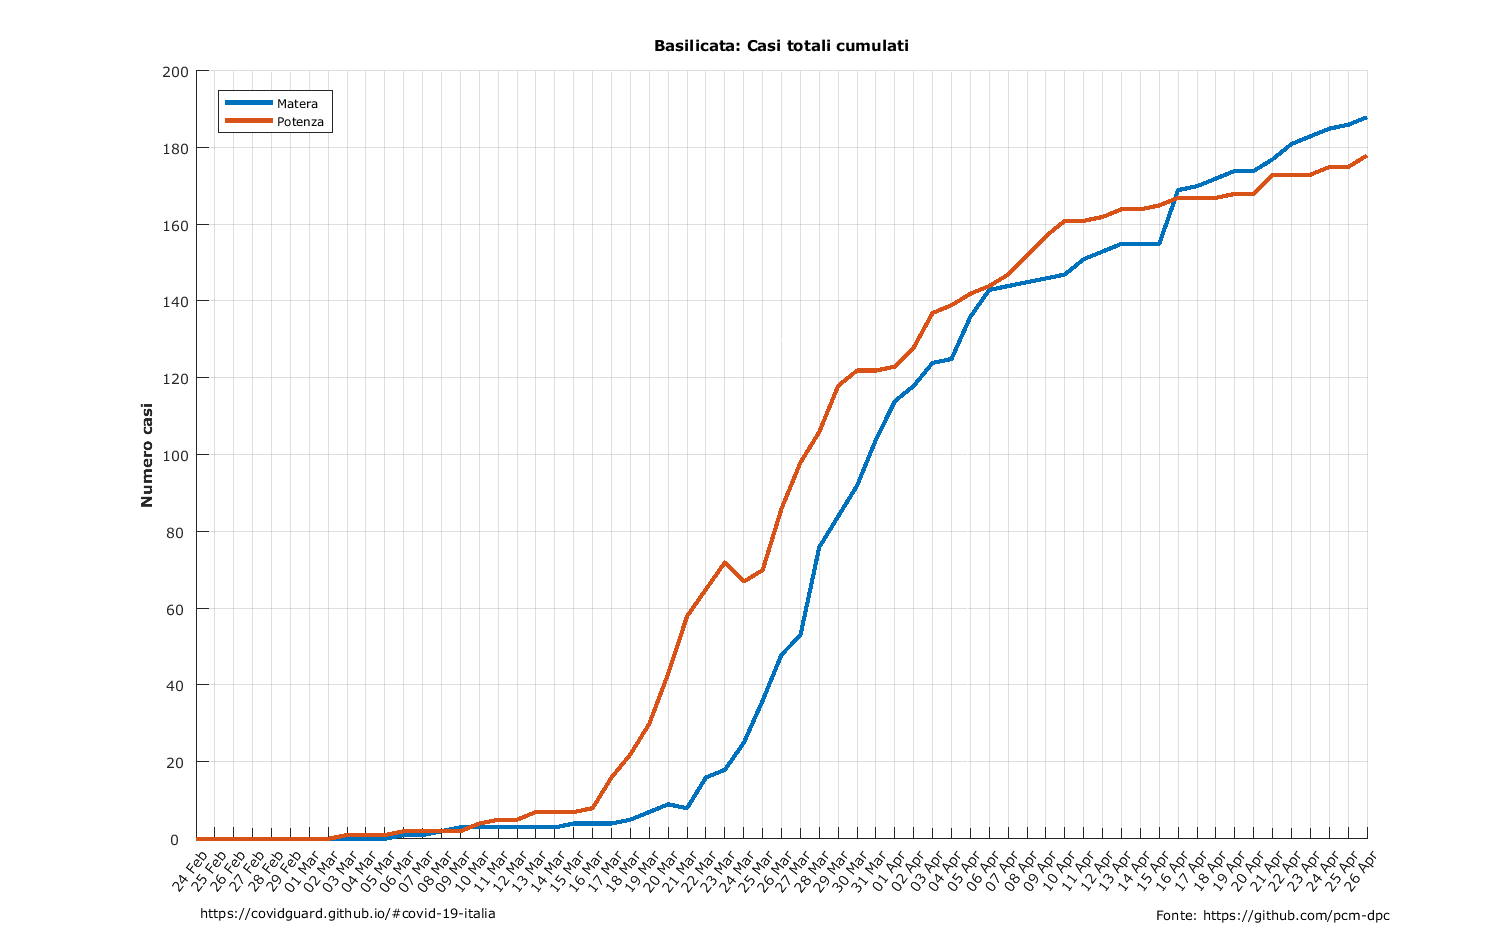 Basilicata: Casi totali cumulati
Matera
Potenza
Numero casi
200
180
160
140
120
100
80
60
40
20
0
24 Feb
25 Feb
26 Feb
27 Feb
28 Feb
29 Feb
01 Mar
02 Mar
03 Mar
04 Mar
05 Mar
06 Mar
07 Mar
08 Mar
09 Mar
10 Mar
11 Mar
12 Mar
13 Mar
14 Mar
15 Mar
16 Mar
17 Mar
18 Mar
19 Mar
20 Mar
21 Mar
22 Mar
23 Mar
24 Mar
25 Mar
26 Mar
27 Mar
28 Mar
29 Mar
30 Mar
31 Mar
01 Apr
02 Apr
03 Apr
04 Apr
05 Apr
06 Apr
07 Apr
08 Apr
09 Apr
10 Apr
11 Apr
12 Apr
13 Apr
14 Apr
15 Apr
16 Apr
17 Apr
18 Apr
19 Apr
20 Apr
21 Apr
22 Apr
23 Apr
24 Apr
25 Apr
26 Apr
https://covidguard.github.io/#covid-19-italia
Fonte: https://github.com/pcm-dpc